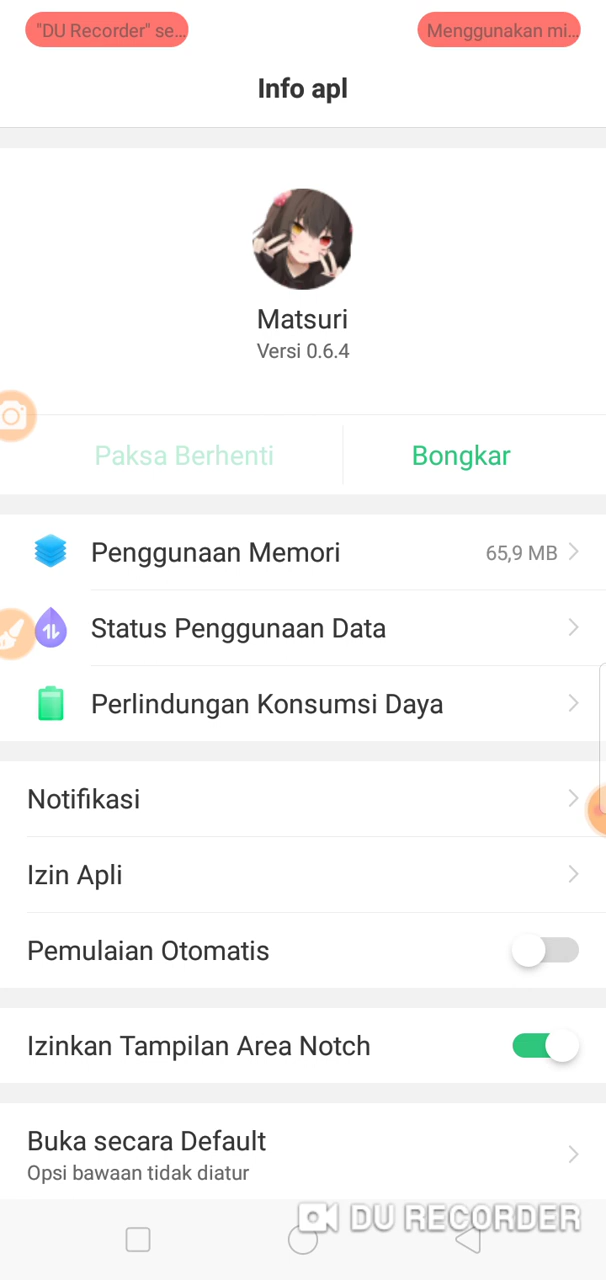 "DU Recorder" se...
Menggunakan mi...
Info apl
Matsuri
Versi 0.6.4
Paksa Berhenti
Bongkar
Penggunaan Memori
65,9 MB
Status Penggunaan Data
Perlindungan Konsumsi Daya
Notifikasi
Izin Apli
Pemulaian Otomatis
Izinkan Tampilan Area Notch
Buka secara Default
Opsi bawaan tidak diatur
DU RECORDER